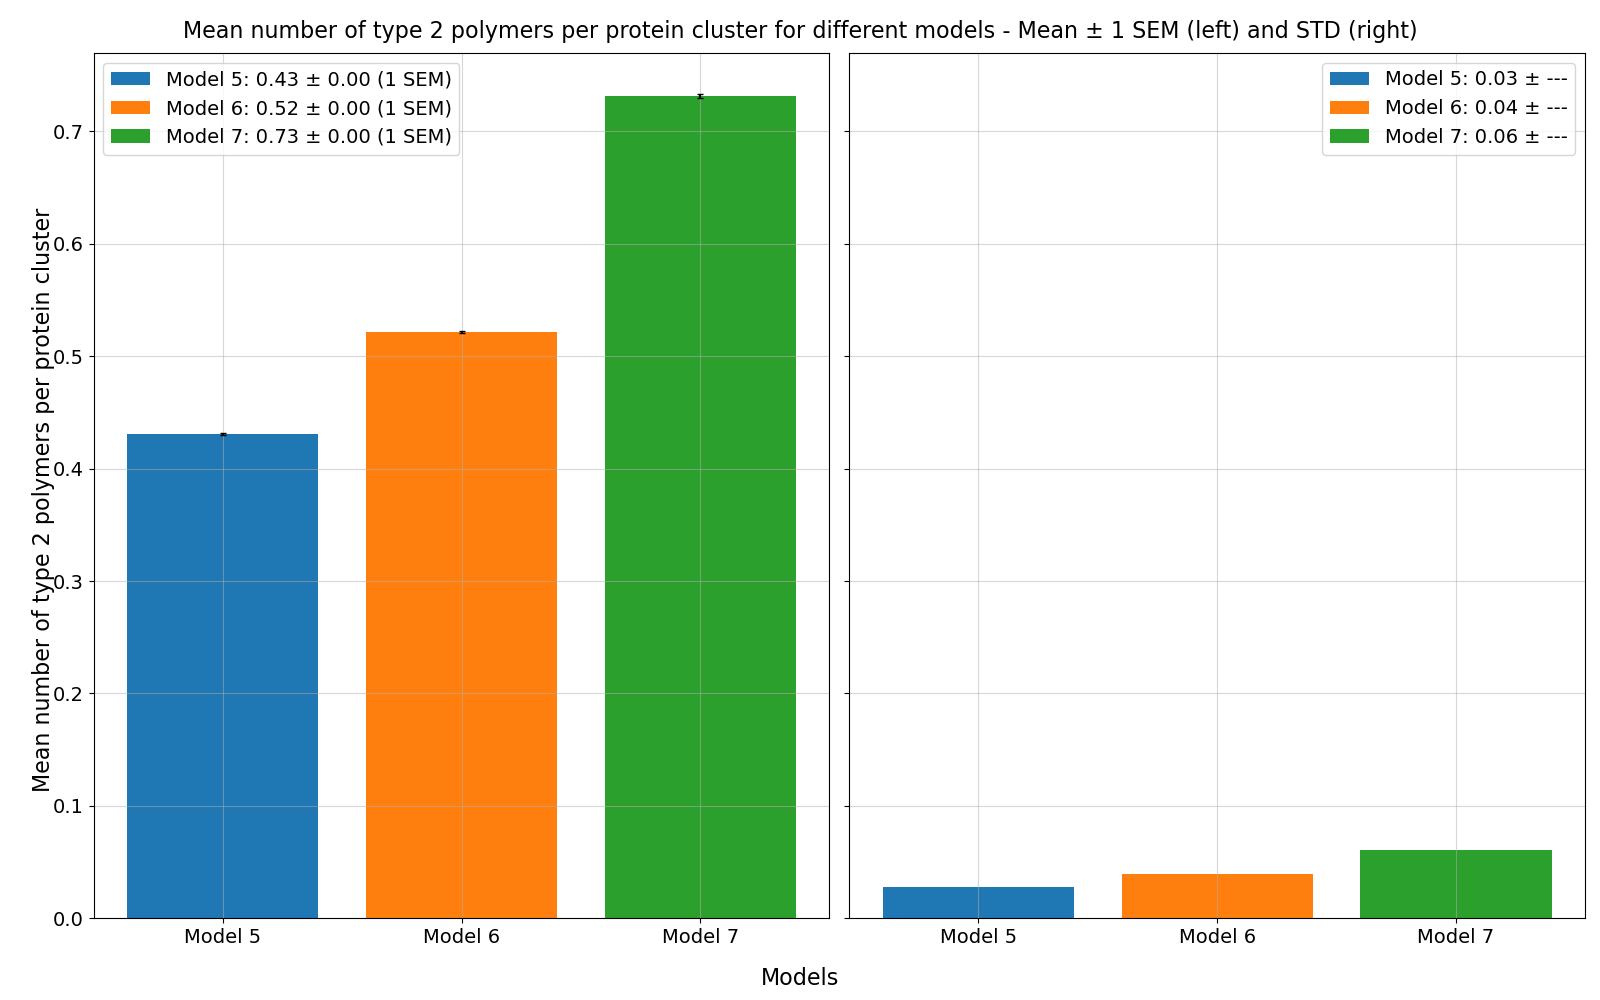 Mean number of type 2 polymers per protein cluster for different models - Mean ± 1 SEM (left) and STD (right)
Mean number of type 2 polymers per protein cluster
Model 5: 0.43 ± 0.00 (1 SEM)
Model 6: 0.52 ± 0.00 (1 SEM)
Model 7: 0.73 ± 0.00 (1 SEM)
0.7
0.6
0.5
0.4
0.3
0.2
0.1
0.0
Model 5 Model 6 Model 7
Model 5: 0.03 ± ---
Model 6: 0.04 ± ---
Model 7: 0.06 ± ---
Model 5 Model 6 Model 7
Models